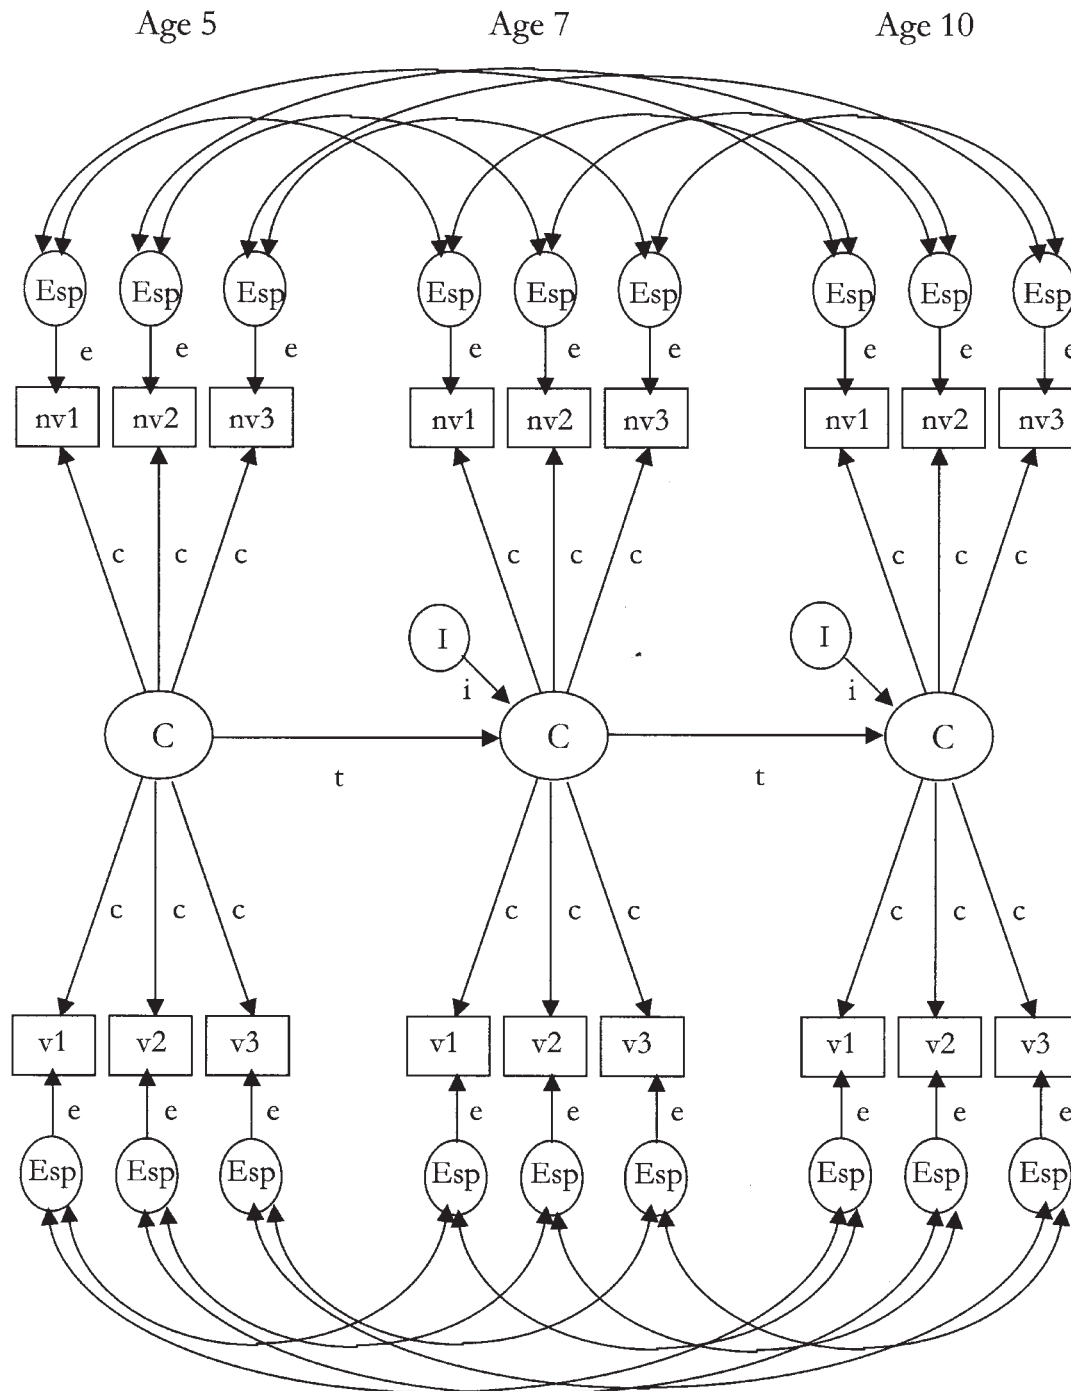 Age 5 Age 7 Age 10
Esp Esp Esp Esp Esp Esp Esp Esp Esp
e e e e e e e e e
nv1 nv2 nv3 nv1 nv2 nv3 nv1 nv2 nv3
c c c c c c c c c
I I
i i
C C C
t t
c c c c c c c c c
v1 v2 v3 v1 v2 v3 v1 v2 v3
e e e e e e e e e
Esp Esp Esp Esp Esp Esp Esp Esp Esp